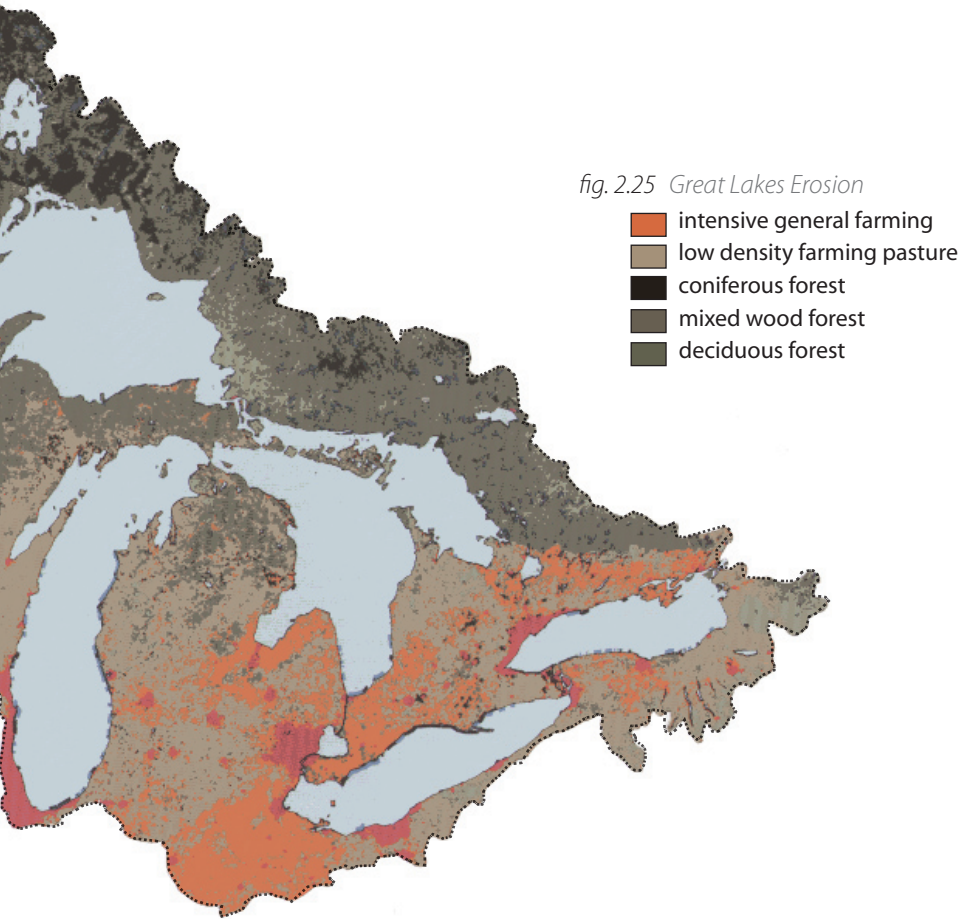 fig. 2.25 Great Lakes Erosion
intensive general farming
low density farming pasture
coniferous forest
mixed wood forest
deciduous forest